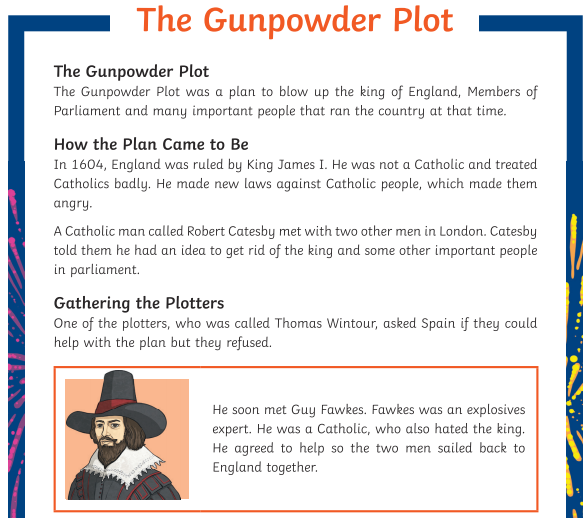 The Gunpowder Plot
The Gunpowder Plot
The Gunpowder Plot was a plan to blow up the king of England, Members of
Parliament and many important people that ran the country at that time.
How the Plan Came to Be
In 1604, England was ruled by King James I. He was not a Catholic and treated
Catholics badly. He made new laws against Catholic people, which made them
angry.
A Catholic man called Robert Catesby met with two other men in London. Catesby
told them he had an idea to get rid of the king and some other important people
in parliament.
Gathering the Plotters
One of the plotters, who was called Thomas Wintour, asked Spain if they could
help with the plan but they refused.
He soon met Guy Fawkes. Fawkes was an explosives
expert. He was a Catholic, who also hated the king.
He agreed to help so the two men sailed back to
England together.